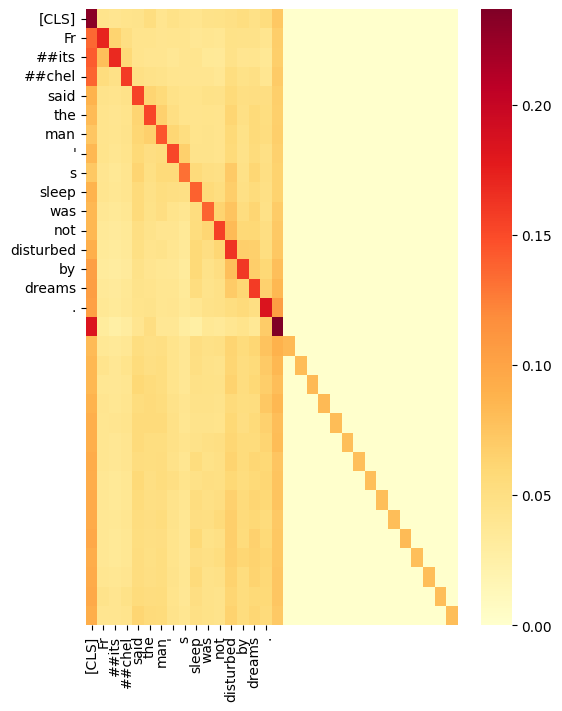 [CLS]
Fr
##its
##chel
said
the
man
'
s
sleep
was
not
disturbed
by
dreams
.
0.20
0.15
0.10
0.05
0.00
[CLS]
Fr
##its
##chel
said
the
man
'
s
sleep
was
not
disturbed
by
dreams
.